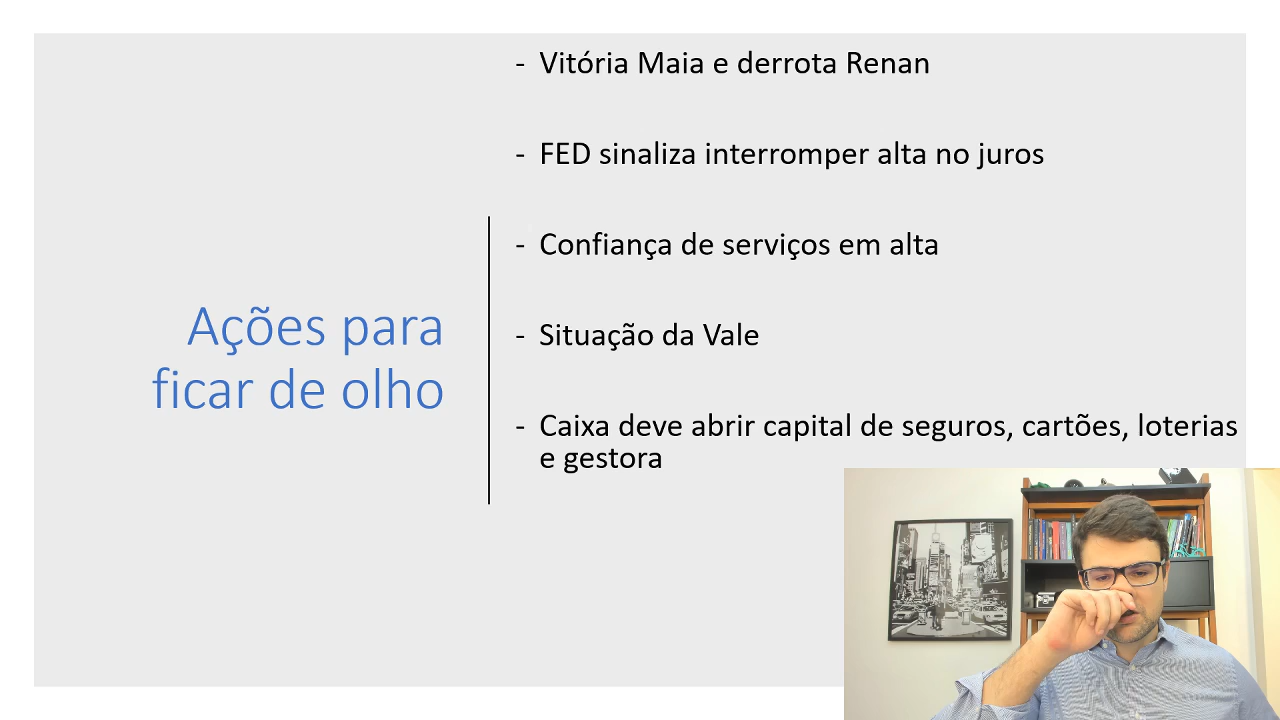 Ações para
ficar de olho
- Vitória Maia e derrota Renan
- FED sinaliza interromper alta no juros
- Confiança de serviços em alta
- Situação da Vale
- Caixa deve abrir capital de seguros, cartões, loterias
e gestora